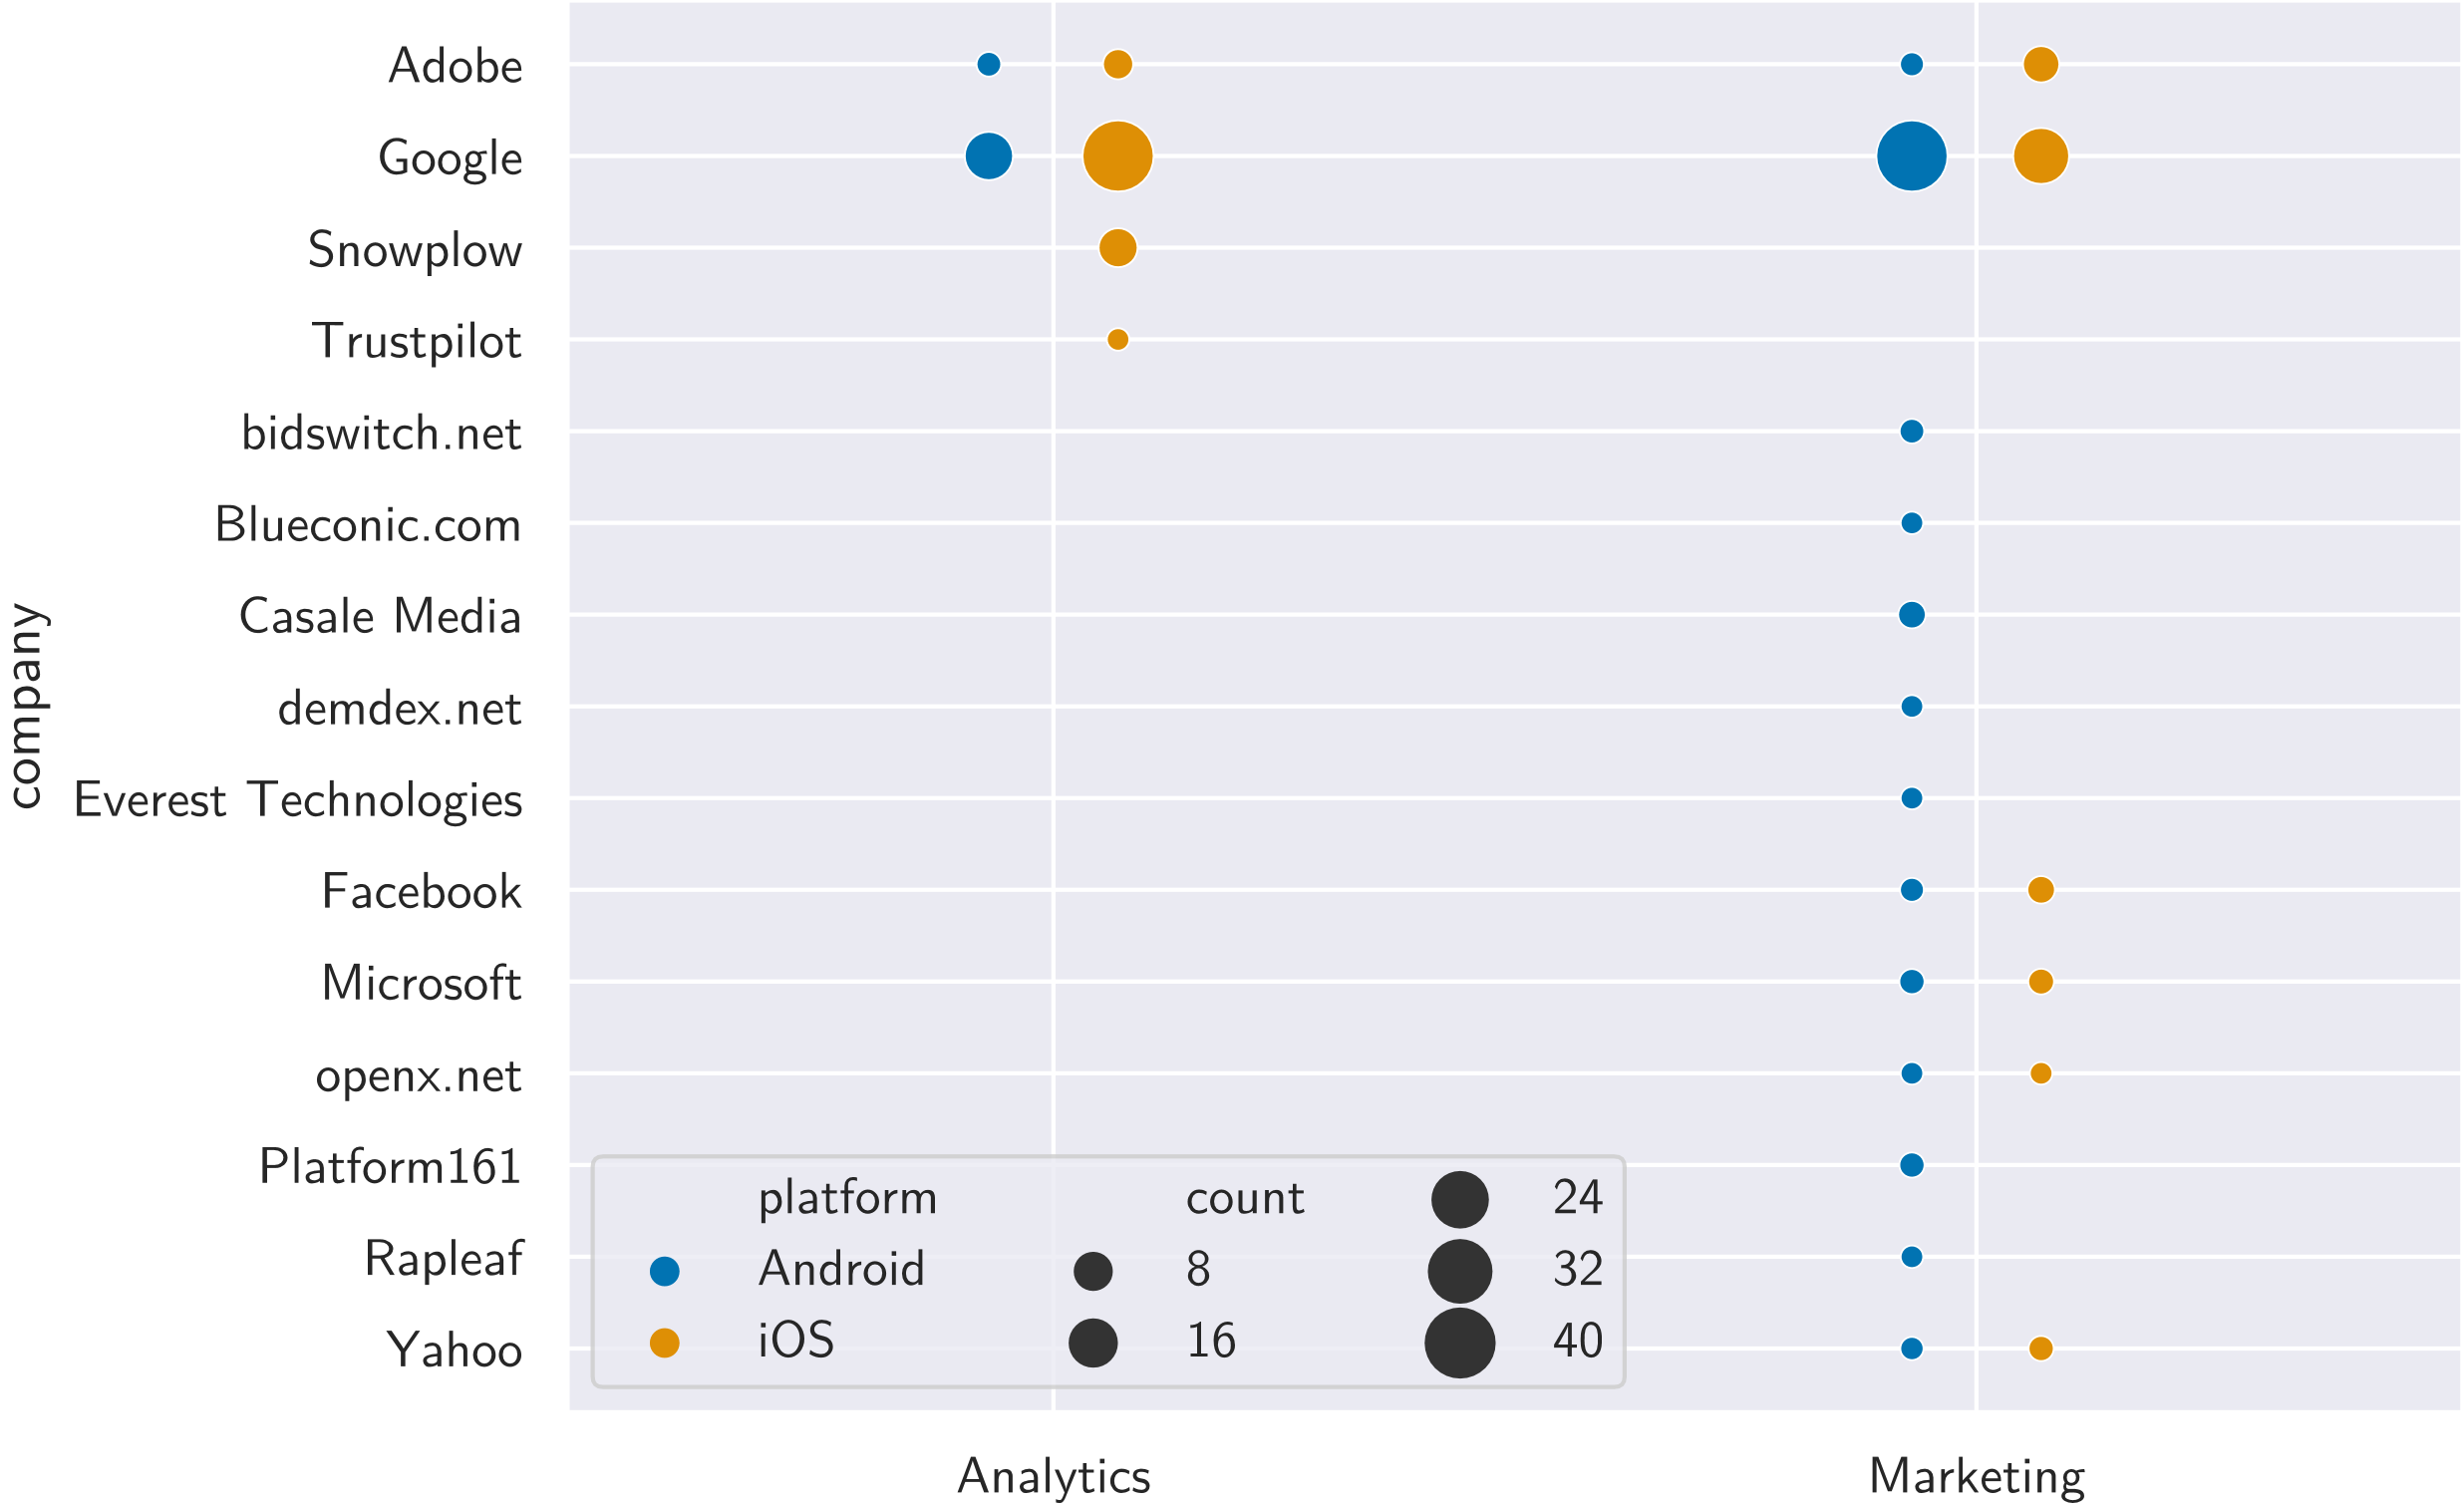 Adobe
Google
Snowplow
Trustpilot
bidswitch.net
Blueconic.com
Casale Media
demdex.net
Everest Technologies
Facebook
Microsoft
openx.net
Platform161
Rapleaf
Yahoo
company
platform count 24
Android 8 32
iOS 16 40
Analytics Marketing